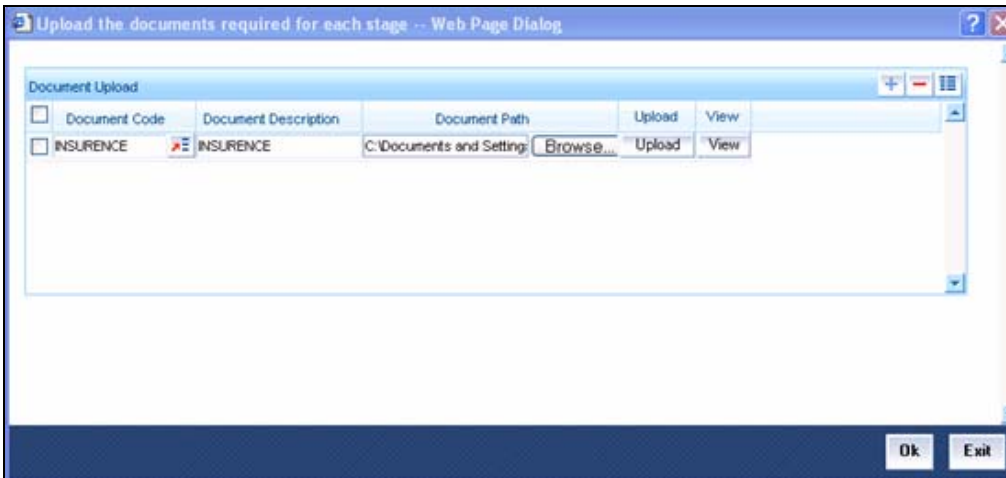 Upload the documents required for each stage -- Web Page Dialog
Document Upload
Document Code Document Description Document Path Upload View
INSURENCE INSURENCE C:\Documents and Setting: Browse... Upload View
Ok Exit